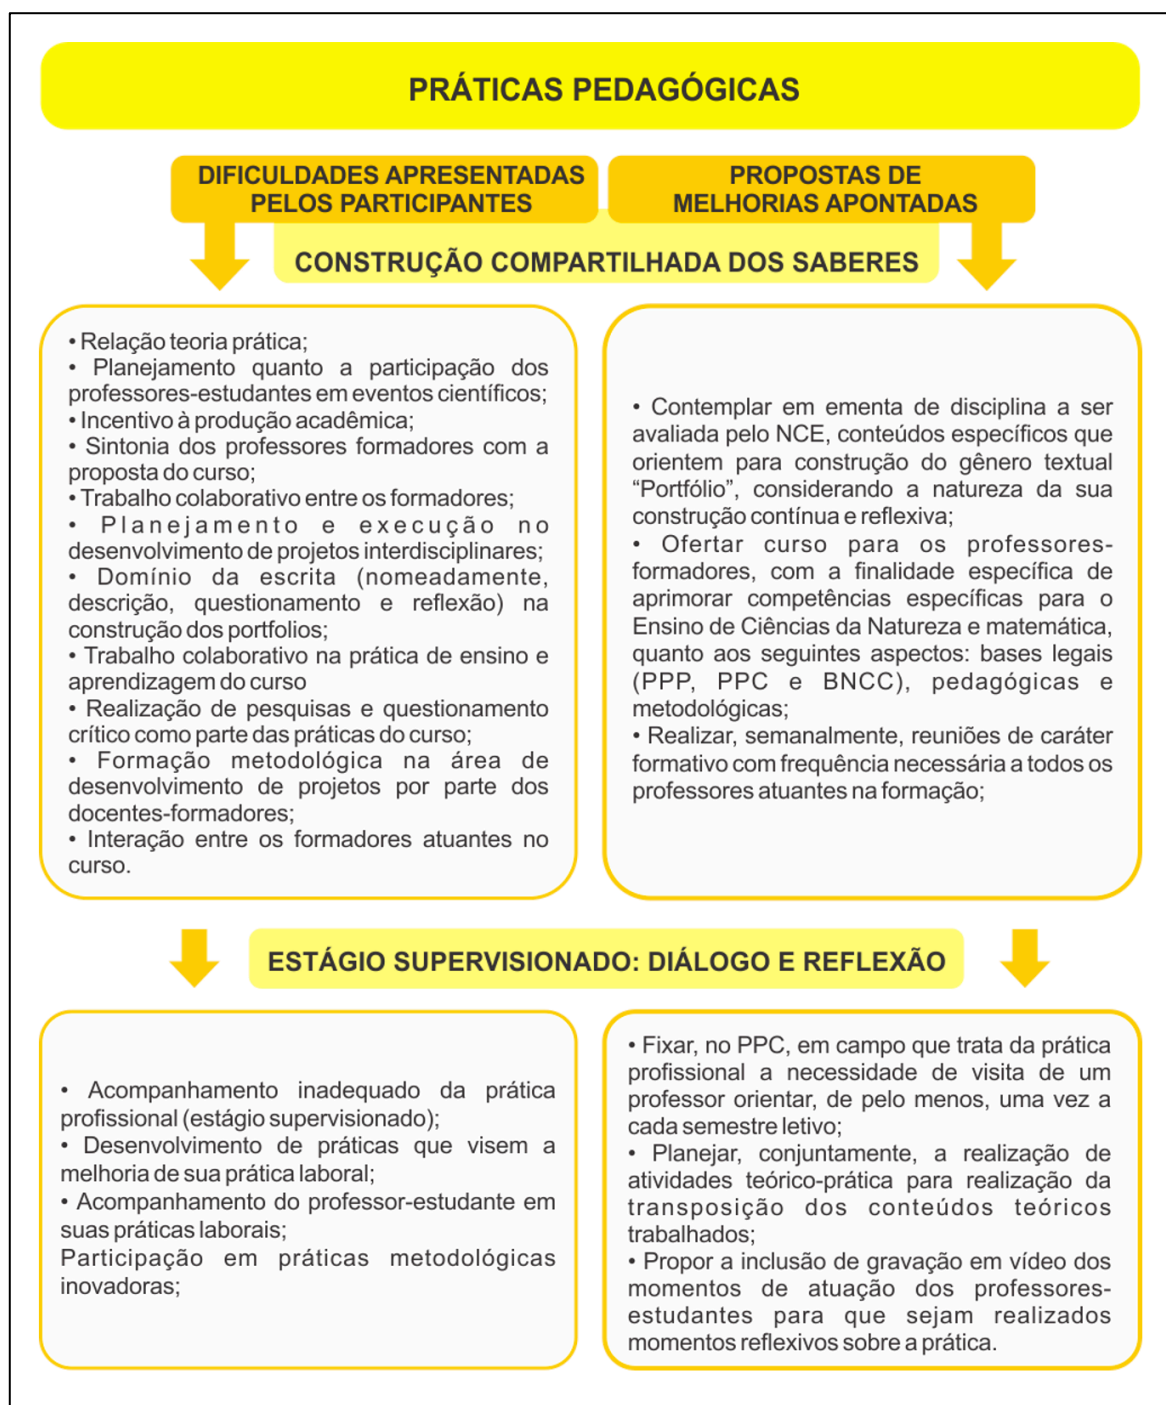 PRÁTICAS PEDAGÓGICAS
DIFICULDADES APRESENTADAS
PELOS PARTICIPANTES
PROPOSTAS DE
MELHORIAS APONTADAS
CONSTRUÇÃO COMPARTILHADA DOS SABERES
• Relação teoria prática;
• Planejamento quanto a participação dos
professores-estudantes em eventos científicos;
• Incentivo à produção acadêmica;
• Sintonia dos professores formadores com a
proposta do curso;
• Trabalho colaborativo entre os formadores;
• Planejamento e execução no
desenvolvimento de projetos interdisciplinares;
• Domínio da escrita (nomeadamente,
descrição, questionamento e reflexão) na
construção dos portfolios;
• Trabalho colaborativo na prática de ensino e
aprendizagem do curso
• Realização de pesquisas e questionamento
crítico como parte das práticas do curso;
• Formação metodológica na área de
desenvolvimento de projetos por parte dos
docentes-formadores;
• Interação entre os formadores atuantes no
curso.
• Contemplar em ementa de disciplina a ser
avaliada pelo NCE, conteúdos específicos que
orientem para construção do gênero textual
“Portfólio”, considerando a natureza da sua
construção contínua e reflexiva;
• Ofertar curso para os professores-
formadores, com a finalidade específica de
aprimorar competências específicas para o
Ensino de Ciências da Natureza e matemática,
quanto aos seguintes aspectos: bases legais
(PPP, PPC e BNCC), pedagógicas e
metodológicas;
• Realizar, semanalmente, reuniões de caráter
formativo com frequência necessária a todos os
professores atuantes na formação;
ESTÁGIO SUPERVISIONADO: DIÁLOGO E REFLEXÃO
• Acompanhamento inadequado da prática
profissional (estágio supervisionado);
• Desenvolvimento de práticas que visem a
melhoria de sua prática laboral;
• Acompanhamento do professor-estudante em
suas práticas laborais;
Participação em práticas metodológicas
inovadoras;
• Fixar, no PPC, em campo que trata da prática
profissional a necessidade de visita de um
professor orientar, de pelo menos, uma vez a
cada semestre letivo;
• Planejar, conjuntamente, a realização de
atividades teórico-prática para realização da
transposição dos conteúdos teóricos
trabalhados;
• Propor a inclusão de gravação em vídeo dos
momentos de atuação dos professores-
estudantes para que sejam realizados
momentos reflexivos sobre a prática.